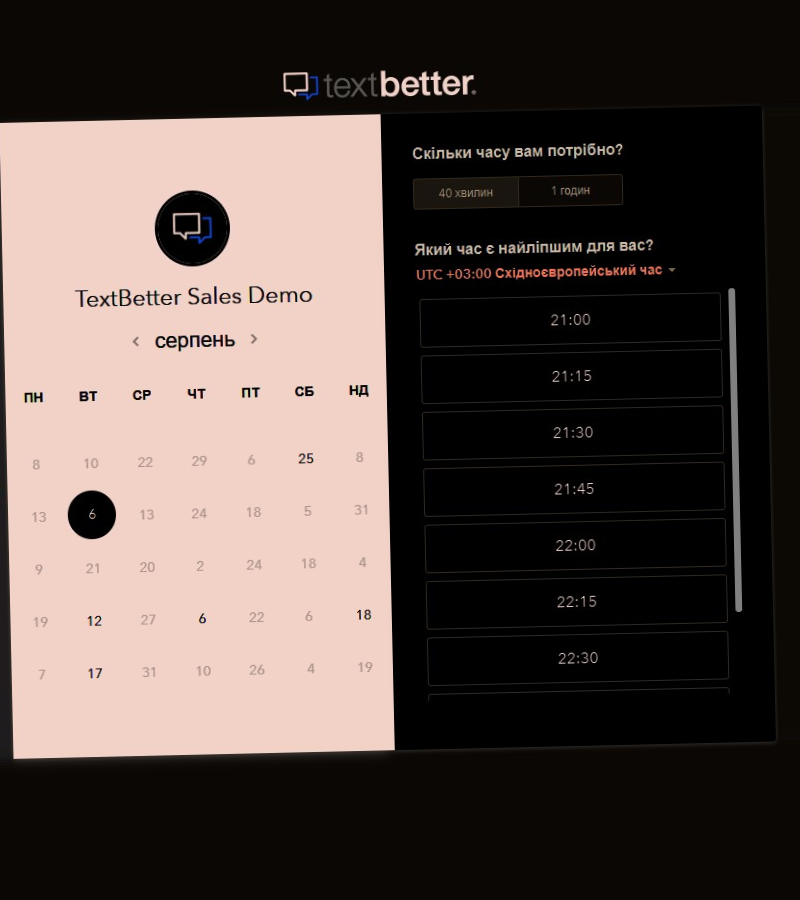 textbetter.
TextBetter Sales Demo
серпень
ПН ВТ СР ЧТ ПТ СБ НД
8 10 22 29 6 25 8
13 6 13 24 18 5 31
9 21 20 2 24 18 4
19 12 27 6 22 6 18
7 17 31 10 26 4 19
Скільки часу вам потрібно?
40 хвилин 1 годин
Який час є найліпшим для вас?
UTC +03:00 Східноєвропейський час
21:00
21:15
21:30
21:45
22:00
22:15
22:30